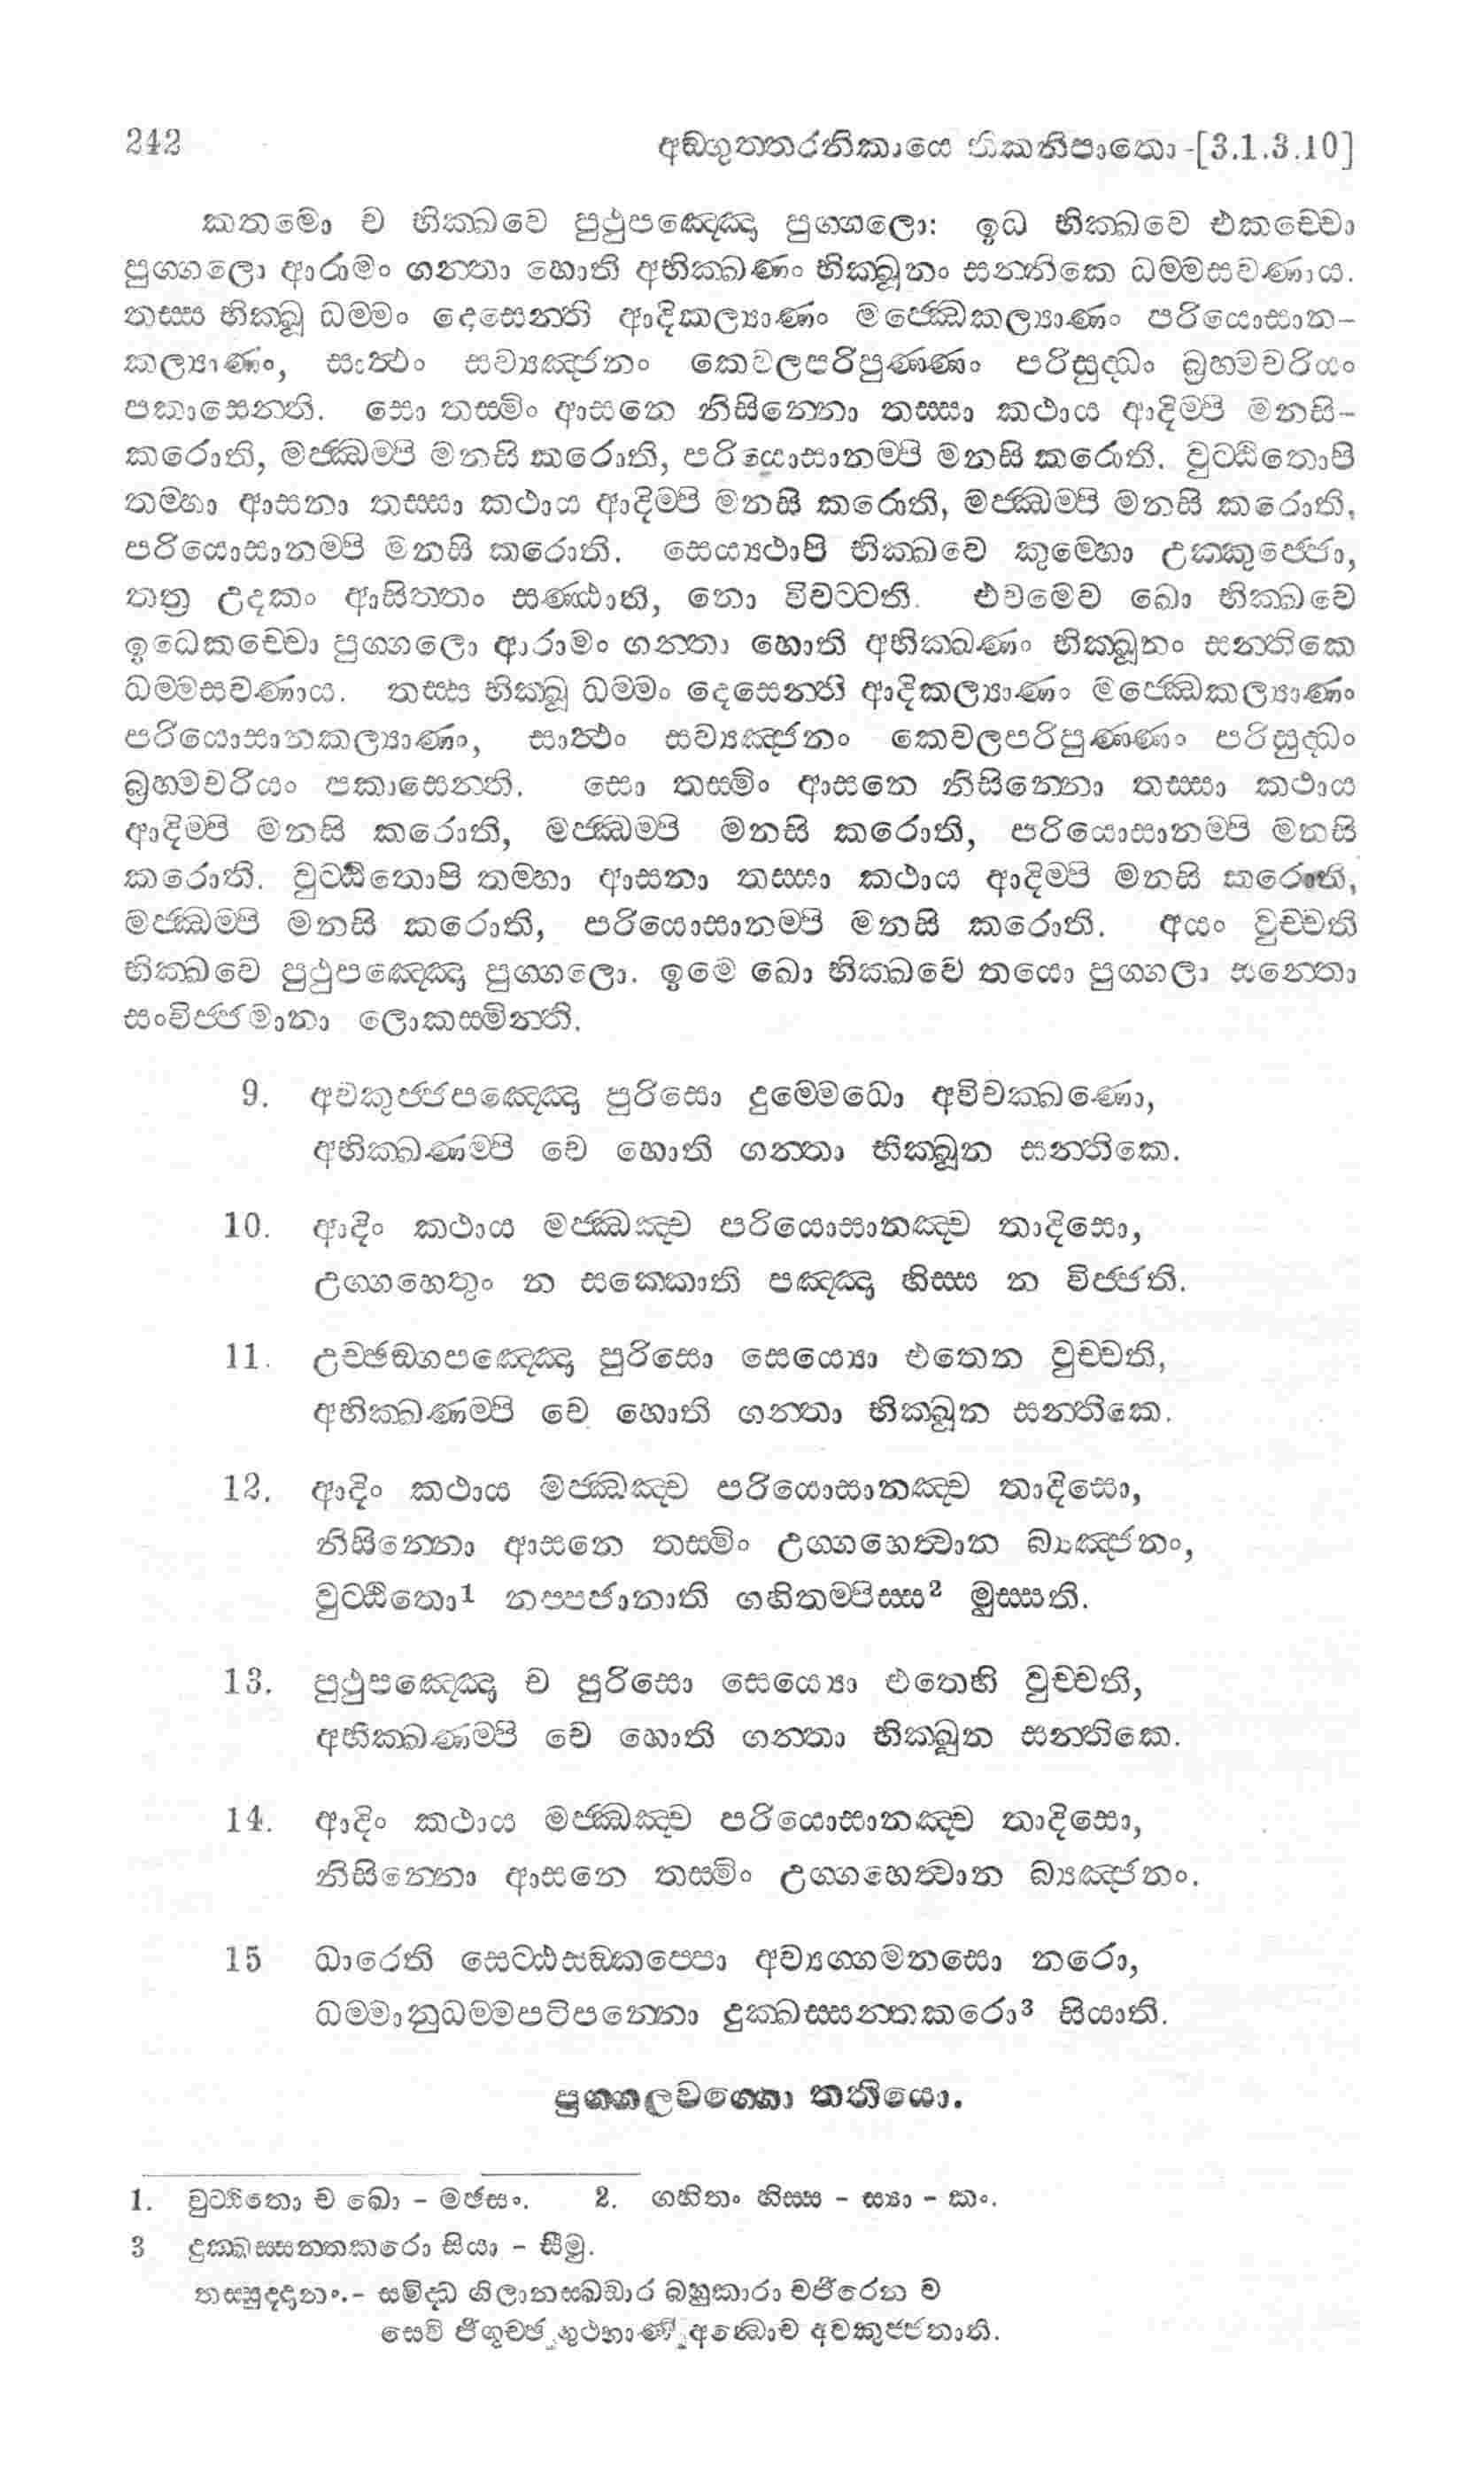 242 අඞ්ගුත්තරනිකායෙ තිකනිපාතො -[3.1.3.10]
කතමො ච භික්ඛවෙ පුථුපඤ්ඤො පුග්ගලො: ඉධ භික්ඛවෙ එකච්චො
පුග්ගලො ආරාමං ගන්තා හොති අභික්ඛණං භික්ඛූනං සන්තිකෙ ධම්මසවණාය.
තස්ස භික්ඛූ ධම්මං දෙසෙන්ති ආදිකල්‍යාණං මජ්ඣෙකල්‍යාණං පරියොසාන-
කල්‍යාණං, සාත්ථං සව්‍යඤ්ජනං කෙවලපරිපුණ්ණං පරිසුද්ධං බ්‍රහ්මචරියං
පකාසෙන්ති. සො තස්මිං ආසනෙ නිසින්නො තස්සා කථාය ආදිම්පි මනසි-
කරොති, මජ්ඣම්පි මනසි කරොති, පරියොසානම්පි මනසි කරොති. වුට්ඨිතොපි
තම්හා ආසනා තස්සා කථාය ආදිම්පි මනසි කරොති, මජ්ඣම්පි මනසි කරොති,
පරියොසානම්පි මනසි කරොති. සෙය්‍යථාපි භික්ඛවෙ කුම්භො උක්කුජ්ජො,
තත්‍ර උදකං ආසිත්තං සණ්ඨාති, නො විවට්ටති. එවමෙව ඛො භික්ඛවෙ
ඉධෙකච්චො පුග්ගලො ආරාමං ගන්තා හොති අභික්ඛණං භික්ඛූනං සන්තිකෙ
ධම්මසවණාය. තස්ස භික්ඛූ ධම්මං දෙසෙන්ති ආදිකල්‍යාණං මජ්ඣෙකල්‍යාණං
පරියොසානකල්‍යාණං, සාත්ථං සව්‍යඤ්ජනං කෙවලපරිපුණ්ණං පරිසුද්ධං
බ්‍රහ්මචරියං පකාසෙන්ති. සො තස්මිං ආසනෙ නිසින්නො තස්සා කථාය
ආදිම්පි මනසි කරොති, මජ්ඣම්පි මනසි කරොති, පරියොසානම්පි මනසි
කරොති. වුට්ඨිතොපි තම්හා ආසනා තස්සා කථාය ආදිම්පි මනසි කරොති,
මජ්ඣම්පි මනසි කරොති, පරියොසානම්පි මනසි කරොති. අයං වුච්චති
භික්ඛවෙ පුථුපඤ්ඤො පුග්ගලො. ඉමෙ ඛො භික්ඛවෙ තයො පුග්ගලා සන්තො
සංවිජ්ජමානා ලොකස්මින්ති.
9. අවකුජ්ජපඤ්ඤො පුරිසො දුම්මෙධො අවිචක්ඛණො,
අභික්ඛණම්පි චෙ හොති ගන්තා භික්ඛූන සන්තිකෙ.
10. ආදිං කථාය මජ්ඣඤ්ච පරියොසානඤ්ච තාදිසො,
උග්ගහෙතුං න සක්කොති පඤ්ඤා හිස්ස න විජ්ජති.
11. උච්ඡඞ්ගපඤ්ඤො පුරිසො සෙය්‍යො එතෙන වුච්චති,
අභික්ඛණම්පි චෙ හොති ගන්තා භික්ඛූන සන්තිකෙ.
12. ආදිං කථාය මජ්ඣඤ්ච පරියොසානඤ්ච තාදිසො,
නිසින්නො ආසනෙ තස්මිං උග්ගහෙත්වාන බ්‍යඤ්ජනං,
වුට්ඨිතො1 නප්පජානාති ගහිතම්පිස්ස2 මුස්සති.
13. පුථුපඤ්ඤො ච පුරිසො සෙය්‍යො එතෙහි වුච්චති,
අභික්ඛණම්පි චෙ හොති ගන්තා භික්ඛූන සන්තිකෙ.
14. ආදිං කථාය මජ්ඣඤ්ච පරියොසානඤ්ච තාදිසො,
නිසින්නො ආසනෙ තස්මිං උග්ගහෙත්වාන බ්‍යඤ්ජනං.
15 ධාරෙති සෙට්ඨසඞ්කප්පො අව්‍යග්ගමනසො නරො,
ධම්මානුධම්මපටිපන්නො දුක්ඛස්සන්තකරො3 සියාති.
පුග්ගලවග්ගො තතියො.
1. වුට්ඨිතො ච ඛො - මඡසං. 2. ගහිතං හිස්ස - ස්‍යා - කං.
3 දුක්ඛස්සන්තකරො සියා - සීමු.
තස්සුද්දානං.- සමිද්ධ ගිලානසඞ්ඛාර බහුකාරා වජිරෙන ච
සෙවි ජිගුච්ඡ ගුථභාණී අන්ධොච අවකුජ්ජතාති.